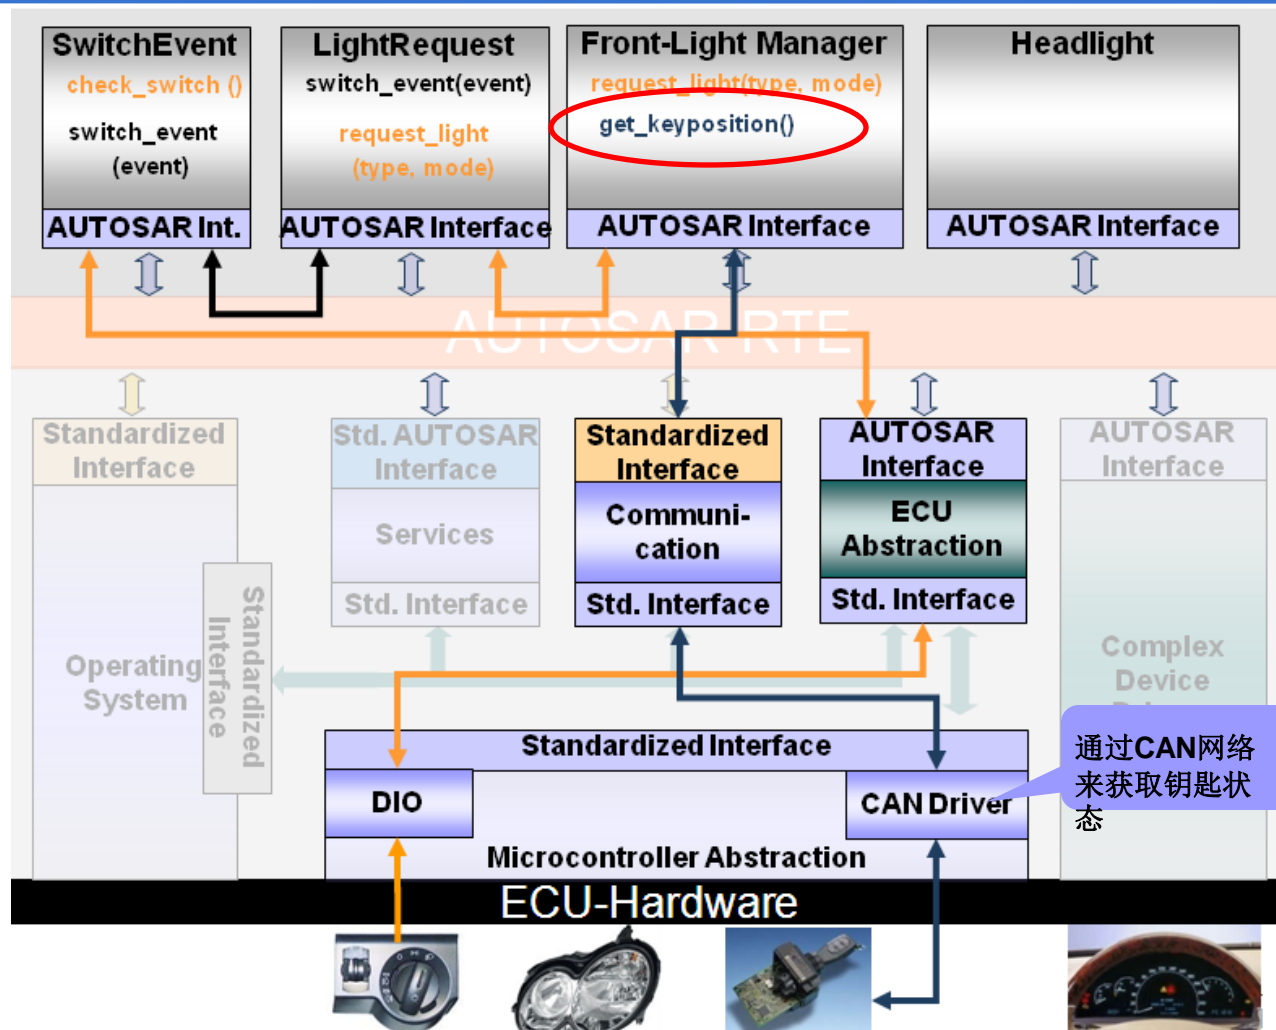 SwitchEvent
check_switch ()
switch_event
(event)
AUTOSAR Int.
LightRequest
switch_event(event)
request_light
(type, mode)
AUTOSAR Interface
Front-Light Manager
request_light(type, mode)
get_keyposition()
AUTOSAR Interface
Headlight
AUTOSAR Interface
AUTOSAR RTE
Standardized
Interface
Operating
System
Standardized
Interface
Std. AUTOSAR
Interface
Services
Std. Interface
Standardized
Interface
Communi-
cation
Std. Interface
AUTOSAR
Interface
ECU
Abstraction
Std. Interface
AUTOSAR
Interface
Complex
Device
通过CAN网络
来获取钥匙状
态
Standardized Interface
DIO
CAN Driver
Microcontroller Abstraction
ECU-Hardware